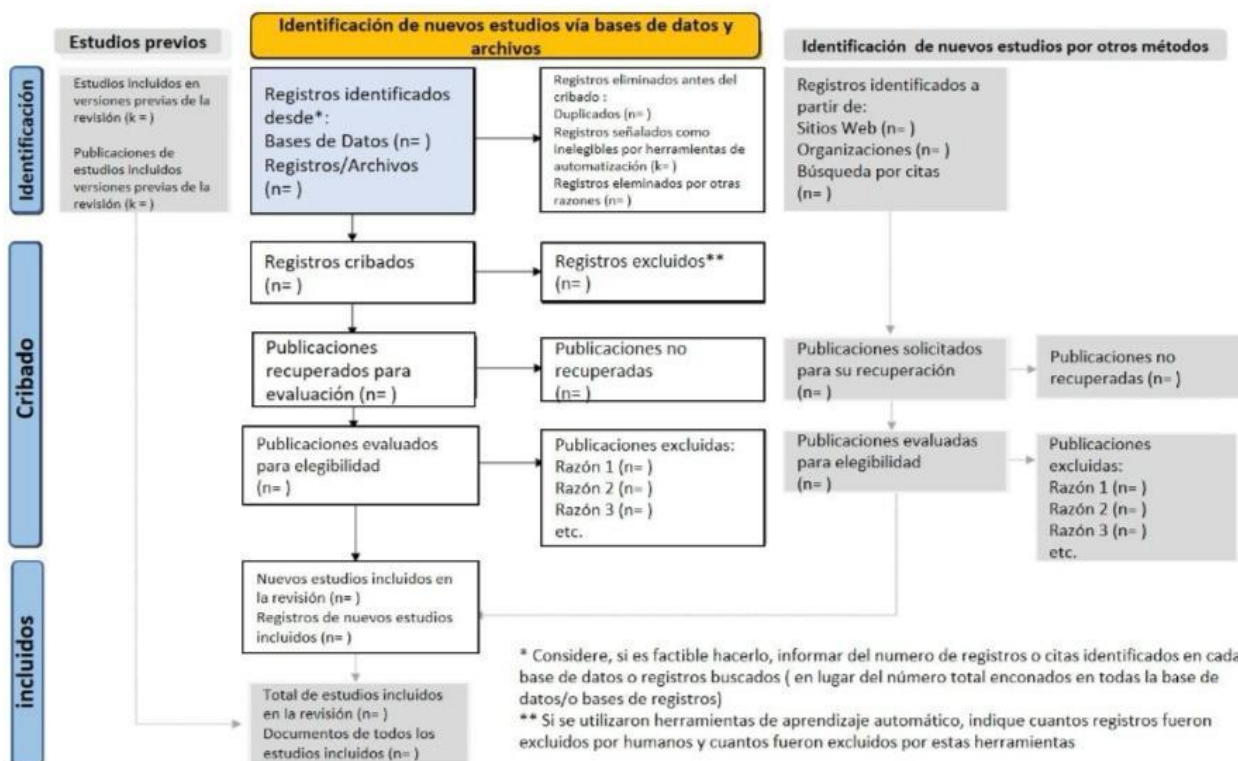 Estudios previos
Identificación de nuevos estudios vía bases de datos y
archivos
Identificación de nuevos estudios por otros métodos
Identificación
Estudios incluidos en
versiones previas de la
revisión (k = )
Publicaciones de
estudios incluidos
versiones previas de la
revisión (k = )
Registros identificados
desde*:
Bases de Datos (n= )
Registros/Archivos
(n= )
Registros eliminados antes del
cribado :
Duplicados (n= )
Registros señalados como
Inelegibles por herramientas de
automatización (k= )
Registros eleminados por otras
razones (n= )
Registros identificados a
partir de:
Sitios Web (n= )
Organizaciones (n= )
Búsqueda por citas
(n= )
Cribado
Registros cribados
(n= )
Registros excluidos**
(n= )
Publicaciones
recuperados para
evaluación (n= )
Publicaciones no
recuperadas
(n= )
Publicaciones solicitados
para su recuperación
(n= )
Publicaciones no
recuperadas (n= )
Publicaciones evaluados
para elegibilidad
(n= )
Publicaciones excluidas:
Razón 1 (n= )
Razón 2 (n= )
Razón 3 (n= )
etc.
Publicaciones evaluadas
para elegibilidad
(n= )
Publicaciones
excluidas:
Razón 1 (n= )
Razón 2 (n= )
Razón 3 (n= )
etc.
incluidos
Nuevos estudios incluidos en
la revisión (n= )
Registros de nuevos estudios
incluidos (n= )
Total de estudios incluidos
en la revisión (n= )
Documentos de todos los
estudios incluidos (n= )
* Considere, si es factible hacerlo, informar del numero de registros o citas identificados en cada
base de datos o registros buscados ( en lugar del número total enconados en todas la base de
datos/o bases de registros)
** Si se utilizaron herramientas de aprendizaje automático, indique cuantos registros fueron
excluidos por humanos y cuantos fueron excluidos por estas herramientas